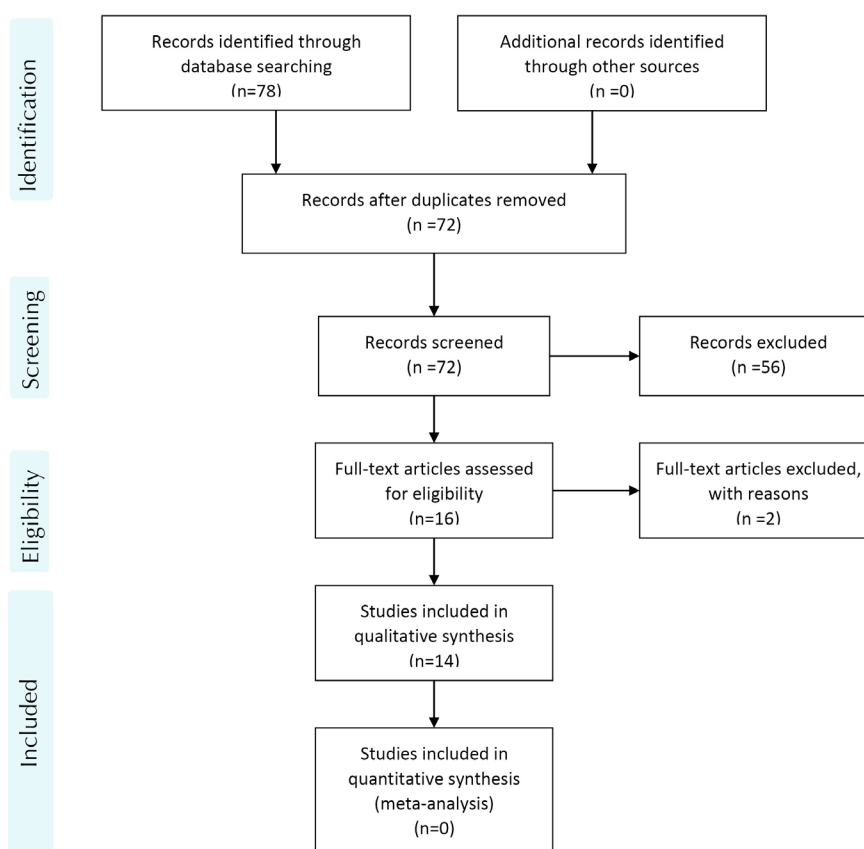 Identification
Records identified through
database searching
(n=78)
Additional records identified
through other sources
(n =0)
Records after duplicates removed
(n =72)
Screening
Records screened
(n =72)
Records excluded
(n =56)
Eligibility
Full-text articles assessed
for eligibility
(n=16)
Full-text articles excluded,
with reasons
(n =2)
Included
Studies included in
qualitative synthesis
(n=14)
Studies included in
quantitative synthesis
(meta-analysis)
(n=0)